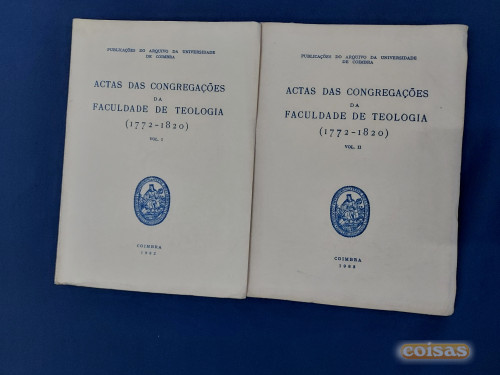 PUBLICAÇÕES DO ARQUIVO DA UNIVERSIDADE
DE COIMBRA
ACTAS DAS CONGREGAÇÕES
DA
FACULDADE DE TEOLOGIA
(1772-1820)
VOL. I
COIMBRA
PUBLICAÇÕES DO ARQUIVO DA UNIVERSIDADE
DE COIMBRA
ACTAS DAS CONGREGAÇÕES
DA
FACULDADE DE TEOLOGIA
(1772-1820)
VOL. II
COIMBRA
coisas